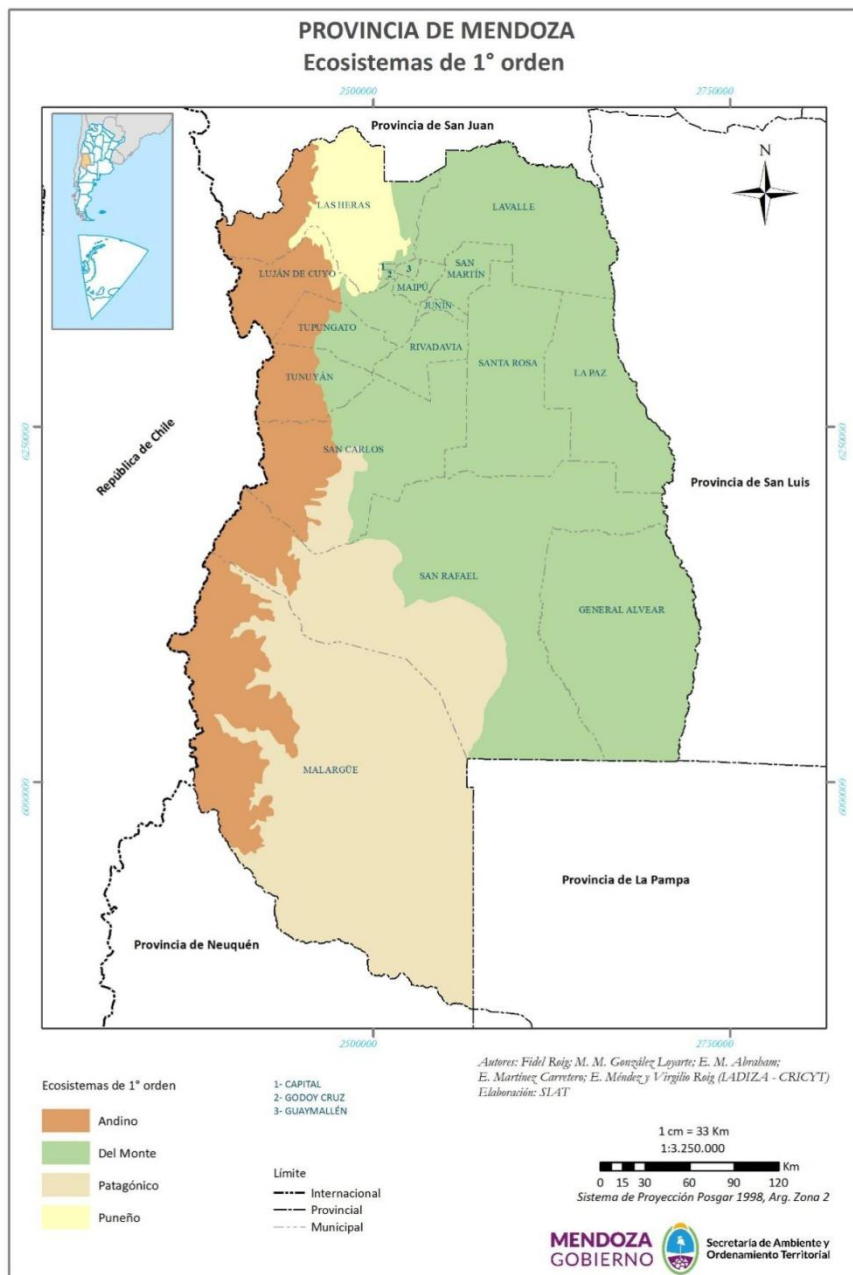 PROVINCIA DE MENDOZA
Ecosistemas de 1° orden
2500000
2750000
Provincia de San Juan
N
LAS HERAS
LAVALLE
1
2
3
SAN
MARTÍN
LUJÁN DE CUYO
MAIPÚ
JUNÍN
TUPUNGATO
RIVADAVIA
SANTA ROSA
LA PAZ
TUNUYÁN
6250000
6250000
República de Chile
SAN CARLOS
Provincia de San Luis
SAN RAFAEL
GENERAL ALVEAR
MALARGÜE
6000000
6000000
Provincia de La Pampa
Provincia de Neuquén
2500000
2750000
Autores: Fidel Roig; M. M. González Loyarte; E. M. Abraham;
E. Martínez Carretero; E. Méndez y Virgilio Roig (IADIZA - CRICYT)
Elaboración: SIAT
Ecosistemas de 1° orden
Andino
Del Monte
Patagónico
Puneño
1- CAPITAL
2- GODOY CRUZ
3- GUAYMALLÉN
Límite
Internacional
Provincial
Municipal
1 cm = 33 Km
1:3.250.000
0 15 30 60 90 120 Km
Sistema de Proyección Posgar 1998, Arg. Zona 2
MENDOZA
GOBIERNO
Secretaría de Ambiente y
Ordenamiento Territorial